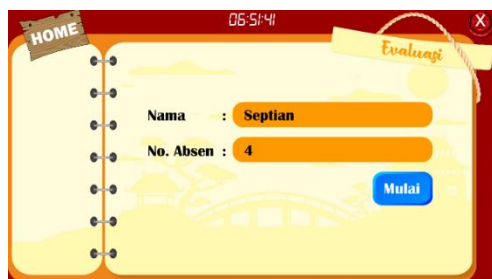 06:51:41
X
HOME
Evaluasi
Nama : Septian
No. Absen : 4
Mulai